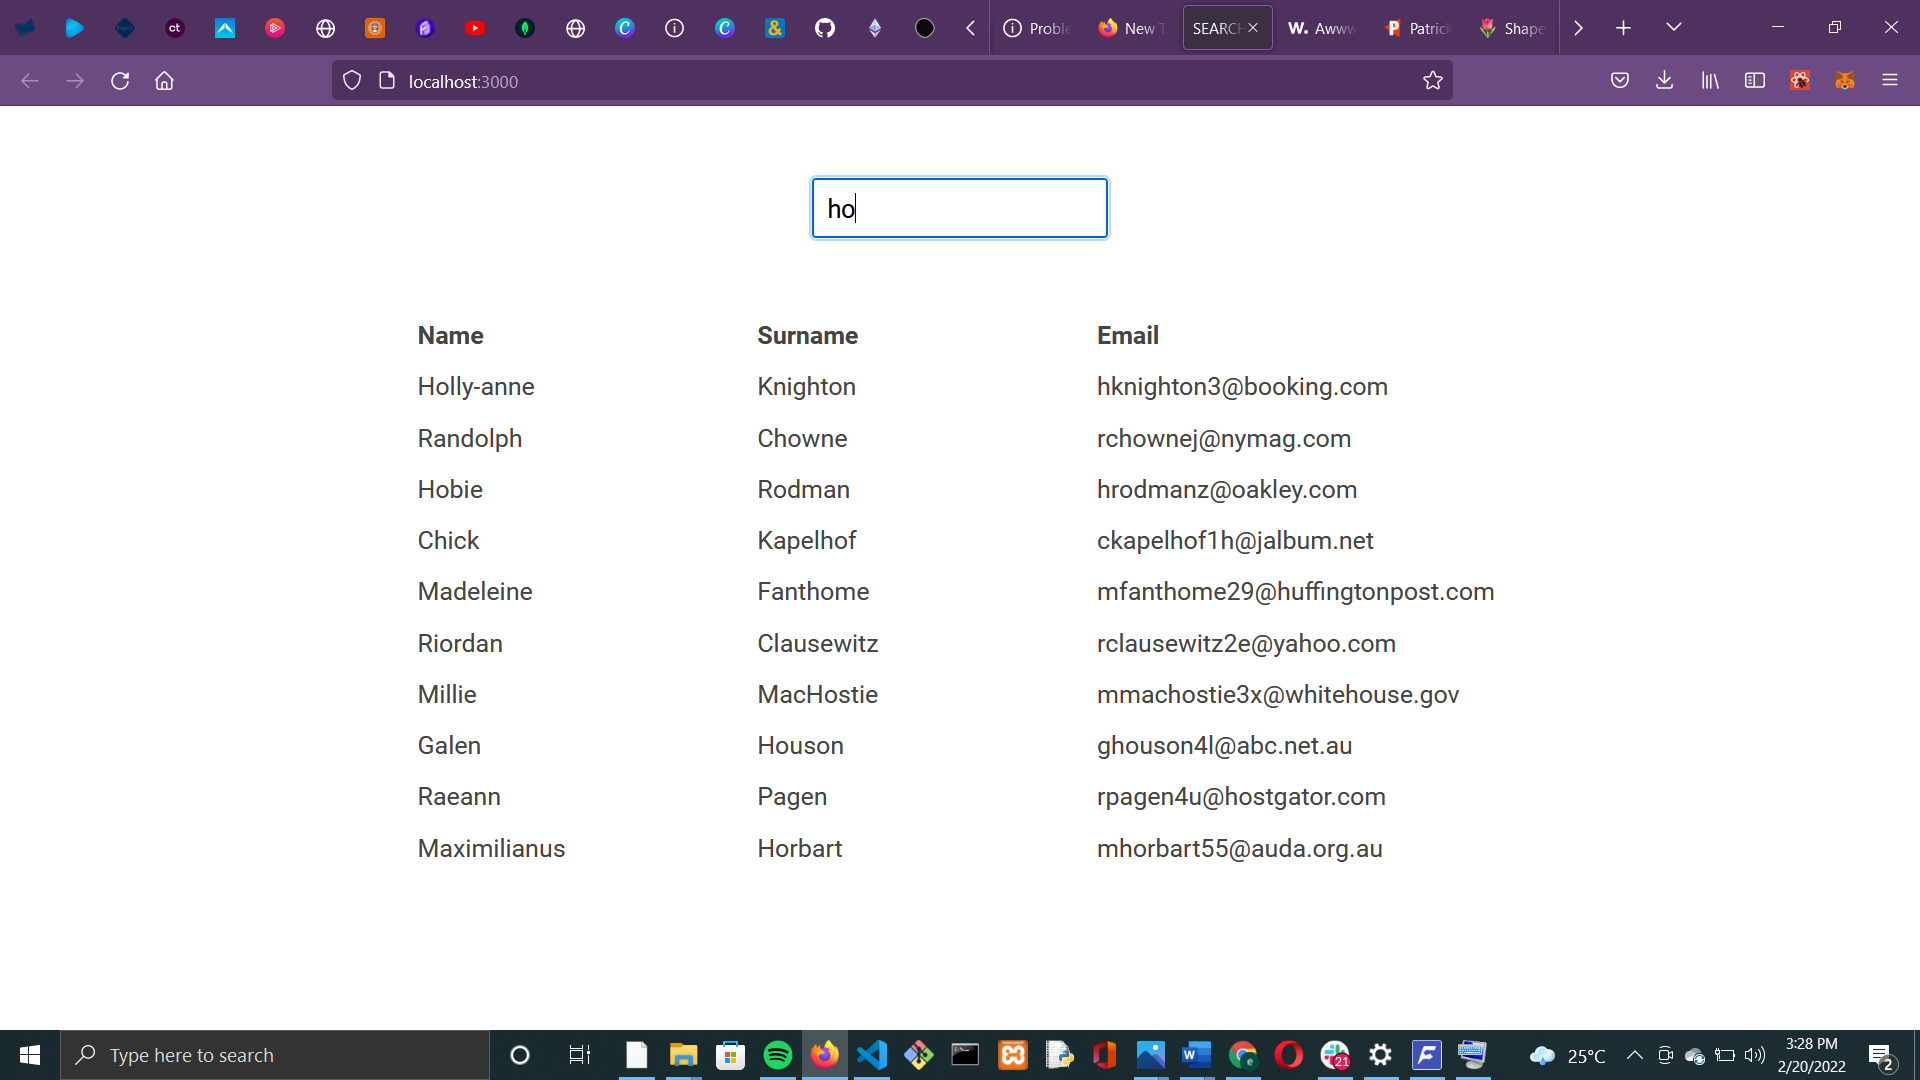 ct
&
Proble
New T
SEARCH
W. Awww
Patrick
Shape
localhost:3000
ho
Name Surname Email
Holly-anne Knighton hknighton3@booking.com
Randolph Chowne rchownej@nymag.com
Hobie Rodman hrodmanz@oakley.com
Chick Kapelhof ckapelhof1h@jalbum.net
Madeleine Fanthome mfanthome29@huffingtonpost.com
Riordan Clausewitz rclausewitz2e@yahoo.com
Millie MacHostie mmachostie3x@whitehouse.gov
Galen Houson ghouson4l@abc.net.au
Raeann Pagen rpagen4u@hostgator.com
Maximilianus Horbart mhorbart55@auda.org.au
Type here to search
21
25°C
3:28 PM
2/20/2022
2